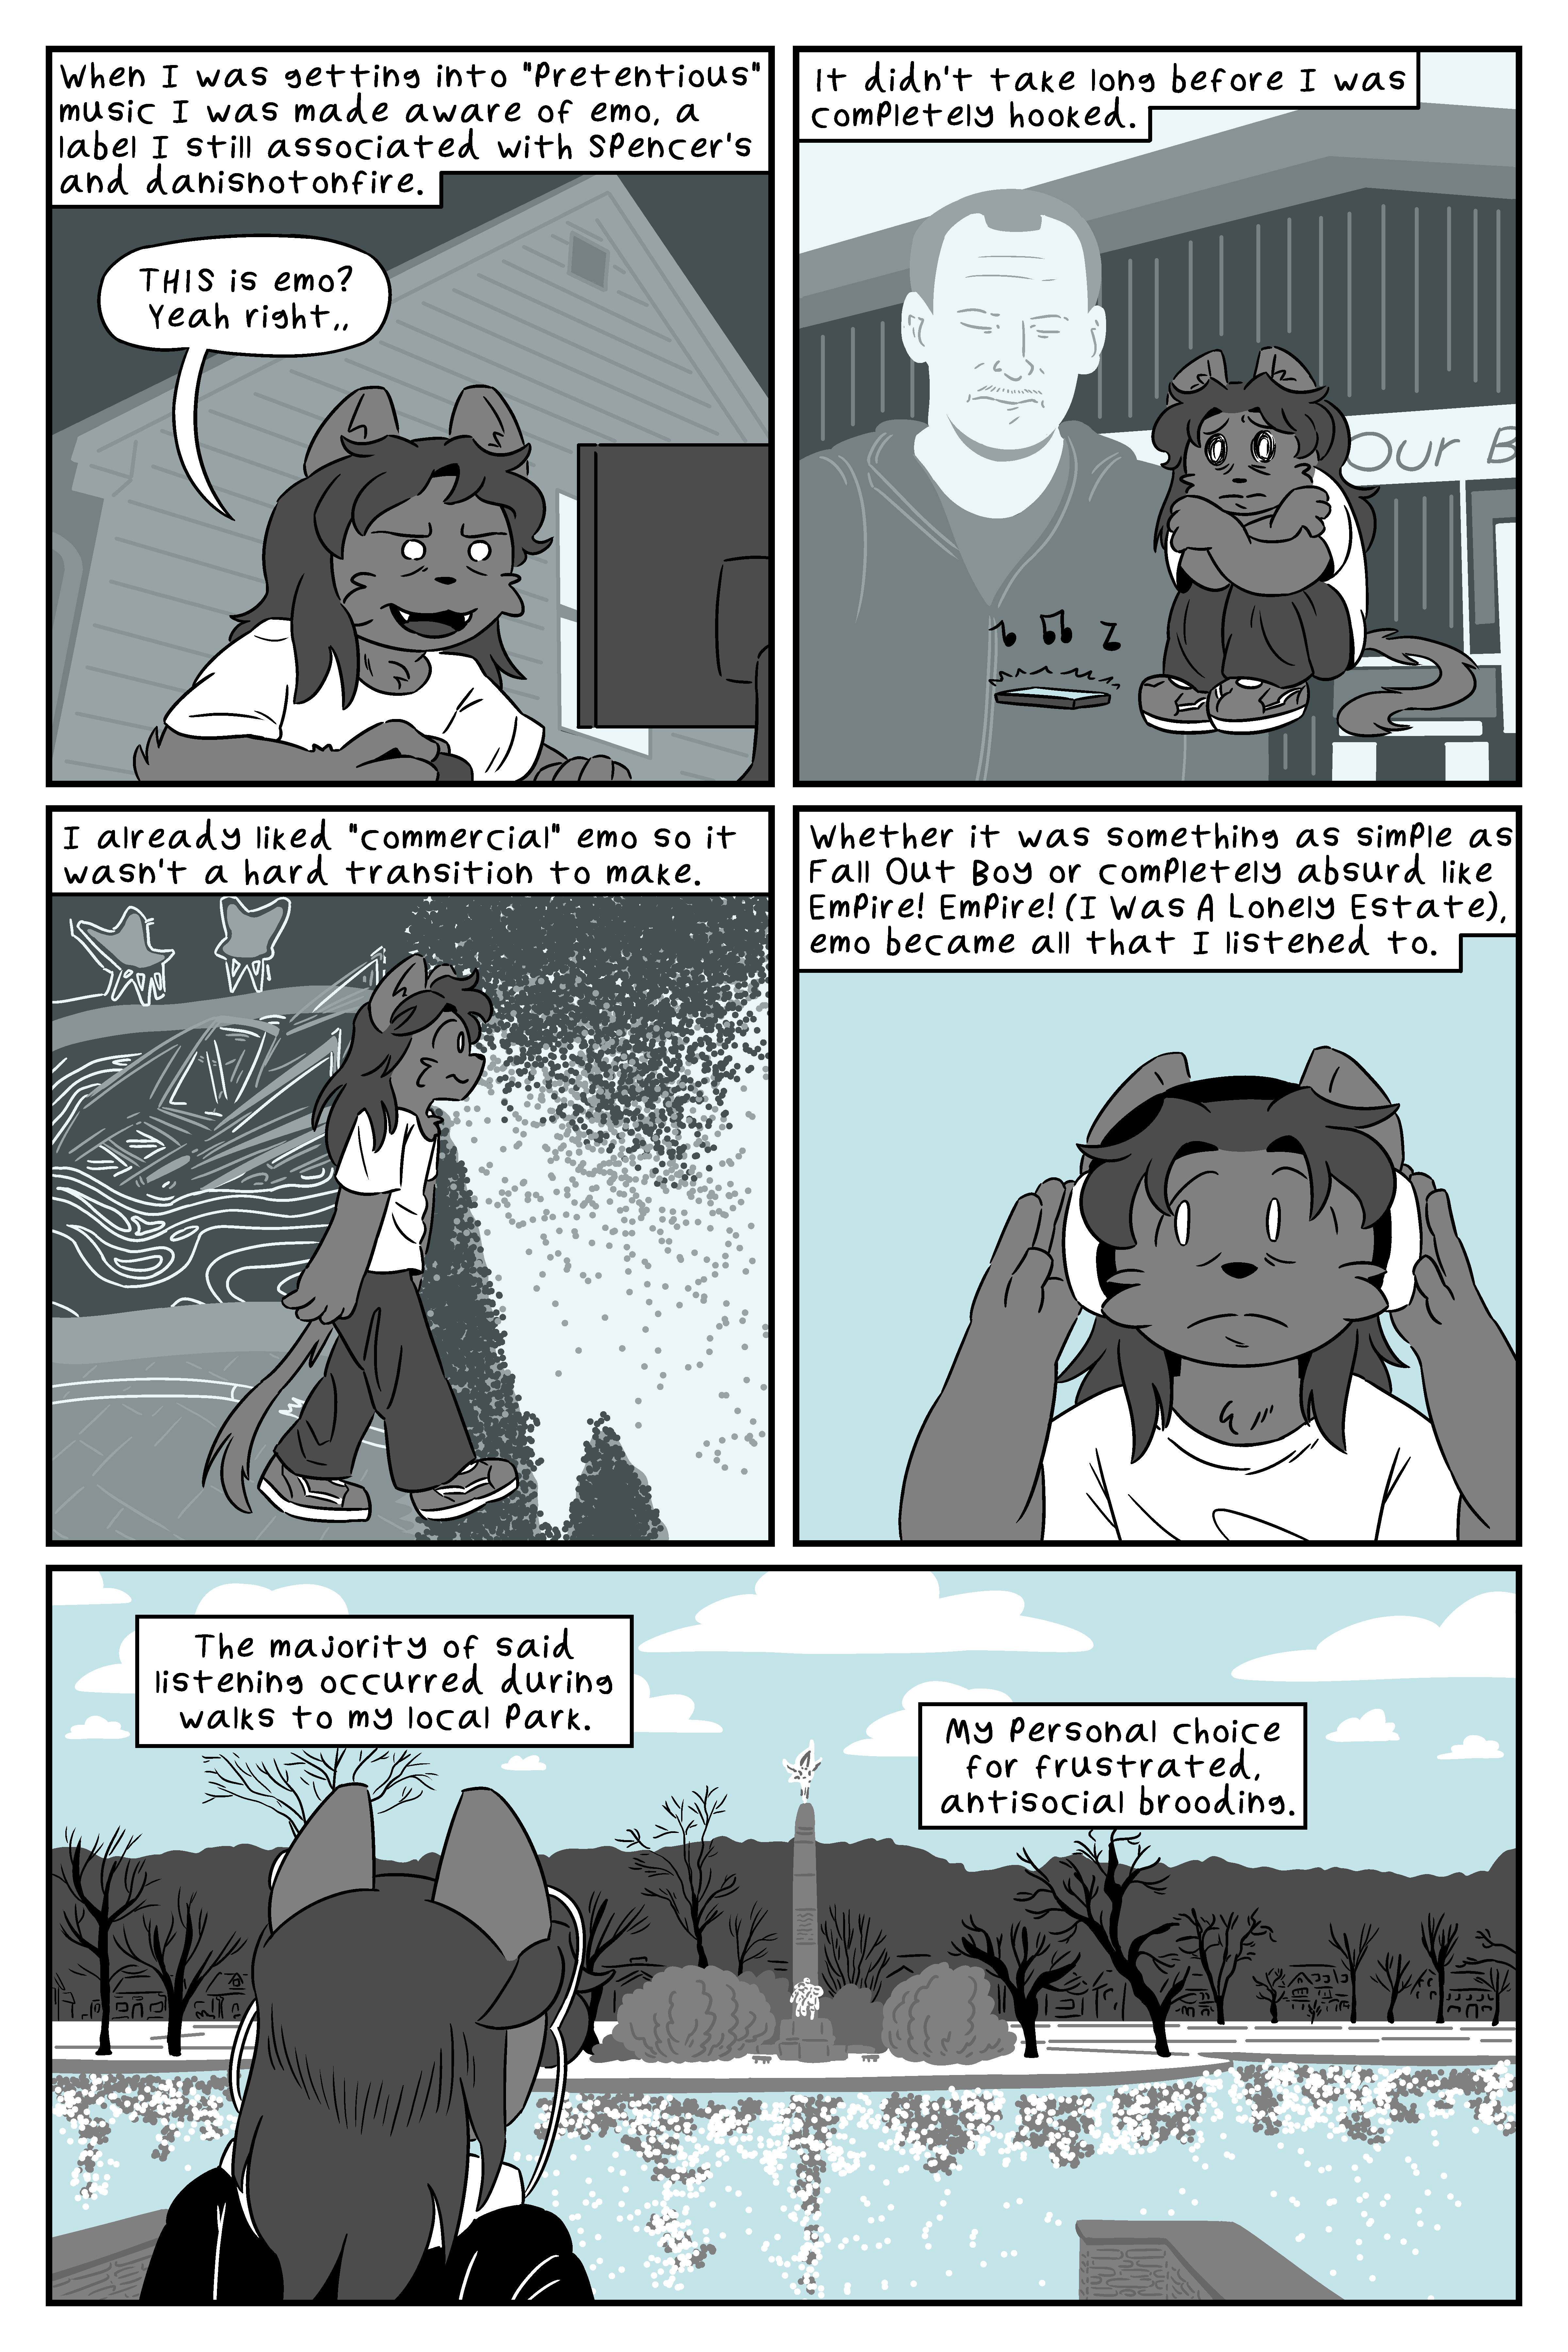 When I was getting into "Pretentious"
music I was made aware of emo, a
label I still associated with Spencer's
and danisnotonfire.
THIS is emo?
Yeah right..
It didn't take long before I was
completely hooked.
Our B
I already liked "commercial" emo so it
wasn't a hard transition to make.
Whether it was something as simple as
Fall Out Boy or completely absurd like
Empire! Empire! (I Was A Lonely Estate),
emo became all that I listened to.
The majority of said
listening occurred during
walks to my local park.
My personal choice
for frustrated,
antisocial brooding.